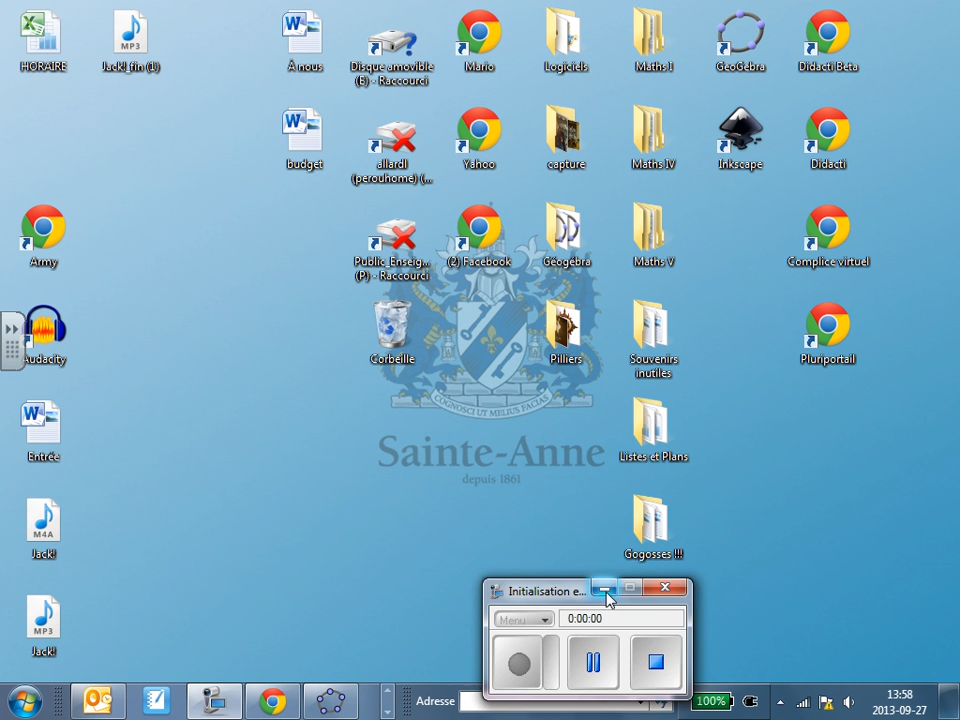 HORAIRE
Jack!_fin (1)
À nous
Disque amovible
(E) - Raccourci
Mario
Logiciels
Maths I
GeoGebra
Didacti Beta
budget
allardl
(perouhome) (...
Yahoo
capture
Maths IV
Inkscape
Didacti
Army
Public_Enseig...
(P) - Raccourci
(2) Facebook
Géogebra
Maths V
Complice virtuel
Audacity
Corbeille
Pilliers
Souvenirs
inutiles
Pluriportail
COGNOSCI UT MELIUS FACIAS
Sainte-Anne
depuis 1861
Entrée
Listes et Plans
M4A
Jack!
Gogosses !!!
MP3
Jack!
MP3
Initialisation e...
Menu
0:00:00
Adresse
100%
13:58
2013-09-27